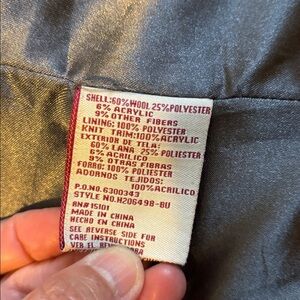 SHELL:60%WOOL 25%POLYESTER
6% ACRYLIC
9% OTHER FIBERS
LINING: 100% POLYESTER
KNIT TRIM:100%ACRYLIC
EXTERIOR DE TELA:
60% LANA 25% POLIESTER
6% ACRILICO
9% OTRAS FIBRAS
FORRO: 100% POLIESTER
ADORNOS TEJIDOS:
100%ACRILICO
P.O.NO.6300343
STYLE NO.H206498-BU
RN#15101
MADE IN CHINA
HECHO EN CHINA
SEE REVERSE SIDE FOR
CARE INSTRUCTIONS
VER EL